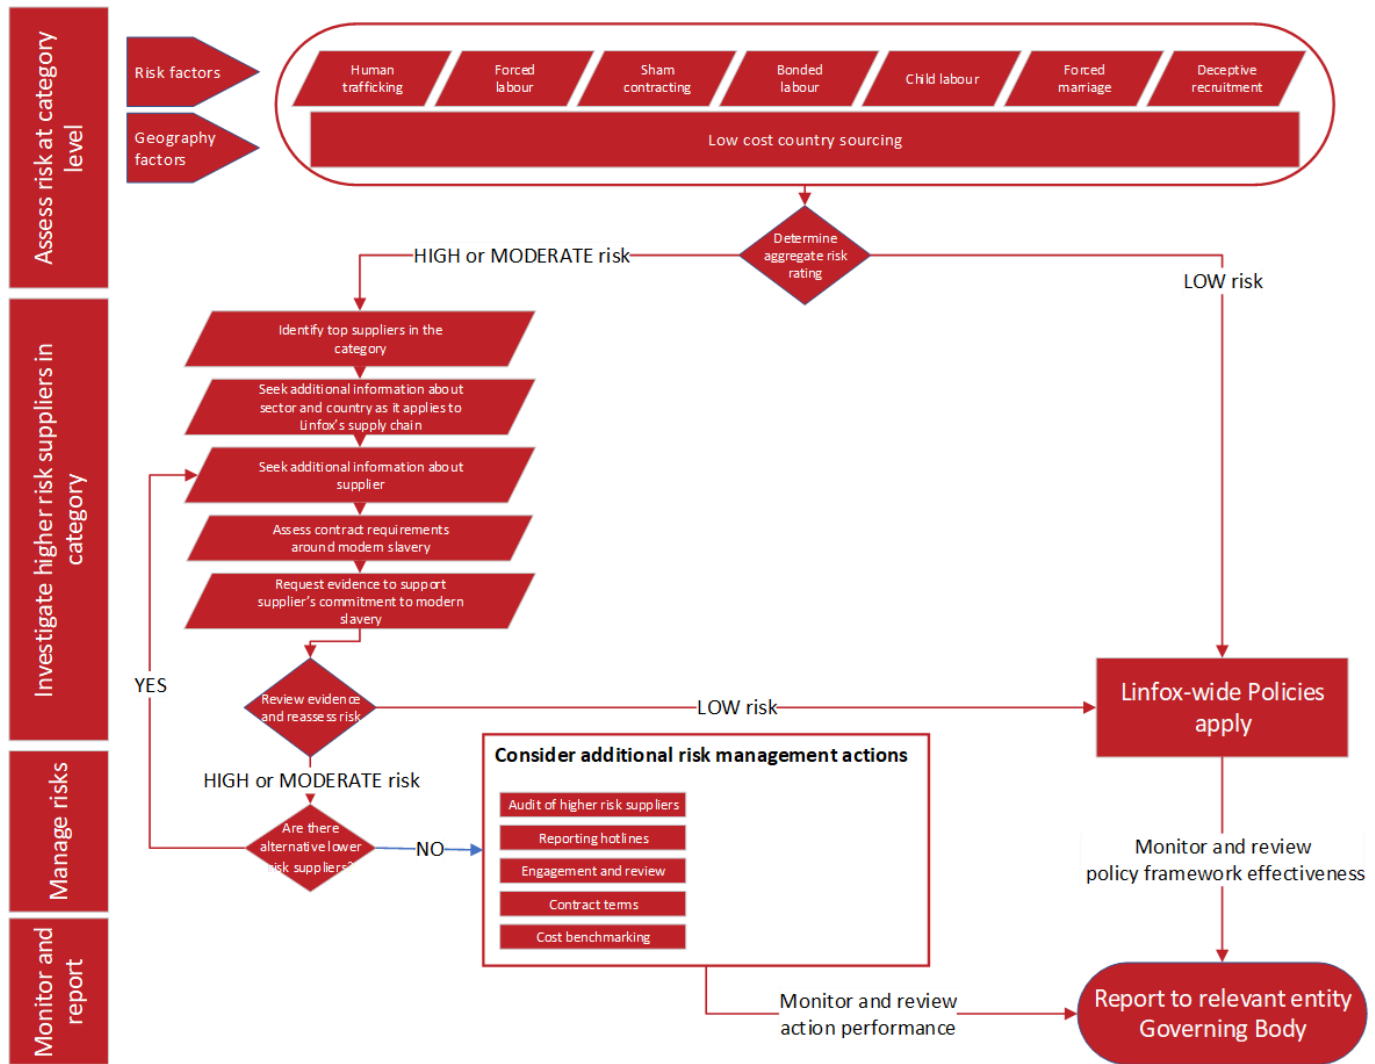 Assess risk at category
level
Risk factors
Human
trafficking
Forced
labour
Sham
contracting
Bonded
labour
Child labour
Forced
marriage
Deceptive
recruitment
Geography
factors
Low cost country sourcing
Determine
aggregate risk
rating
HIGH or MODERATE risk
LOW risk
Investigate higher risk suppliers in
category
Identify top suppliers in the
category
Seek additional information about
sector and country as it applies to
Linfox's supply chain
Seek additional information about
supplier
Assess contract requirements
around modern slavery
Request evidence to support
supplier's commitment to modern
slavery
YES
Review evidence
and reassess risk
LOW risk
Linfox-wide Policies
apply
HIGH or MODERATE risk
Manage risks
Are there
alternative lower
risk suppliers?
NO
Consider additional risk management actions
Audit of higher risk suppliers
Reporting hotlines
Engagement and review
Contract terms
Cost benchmarking
Monitor and review
policy framework effectiveness
Monitor and
report
Monitor and review
action performance
Report to relevant entity
Governing Body